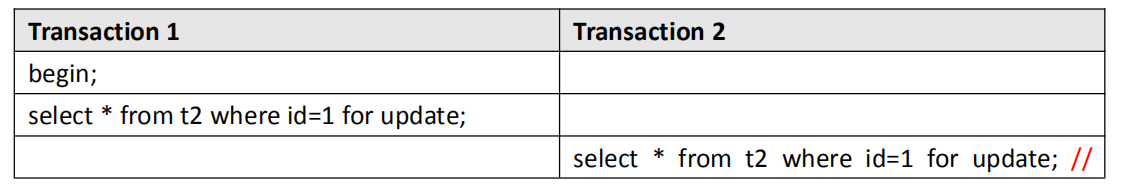 Transaction 1 Transaction 2
begin;
select * from t2 where id=1 for update;
select * from t2 where id=1 for update; //